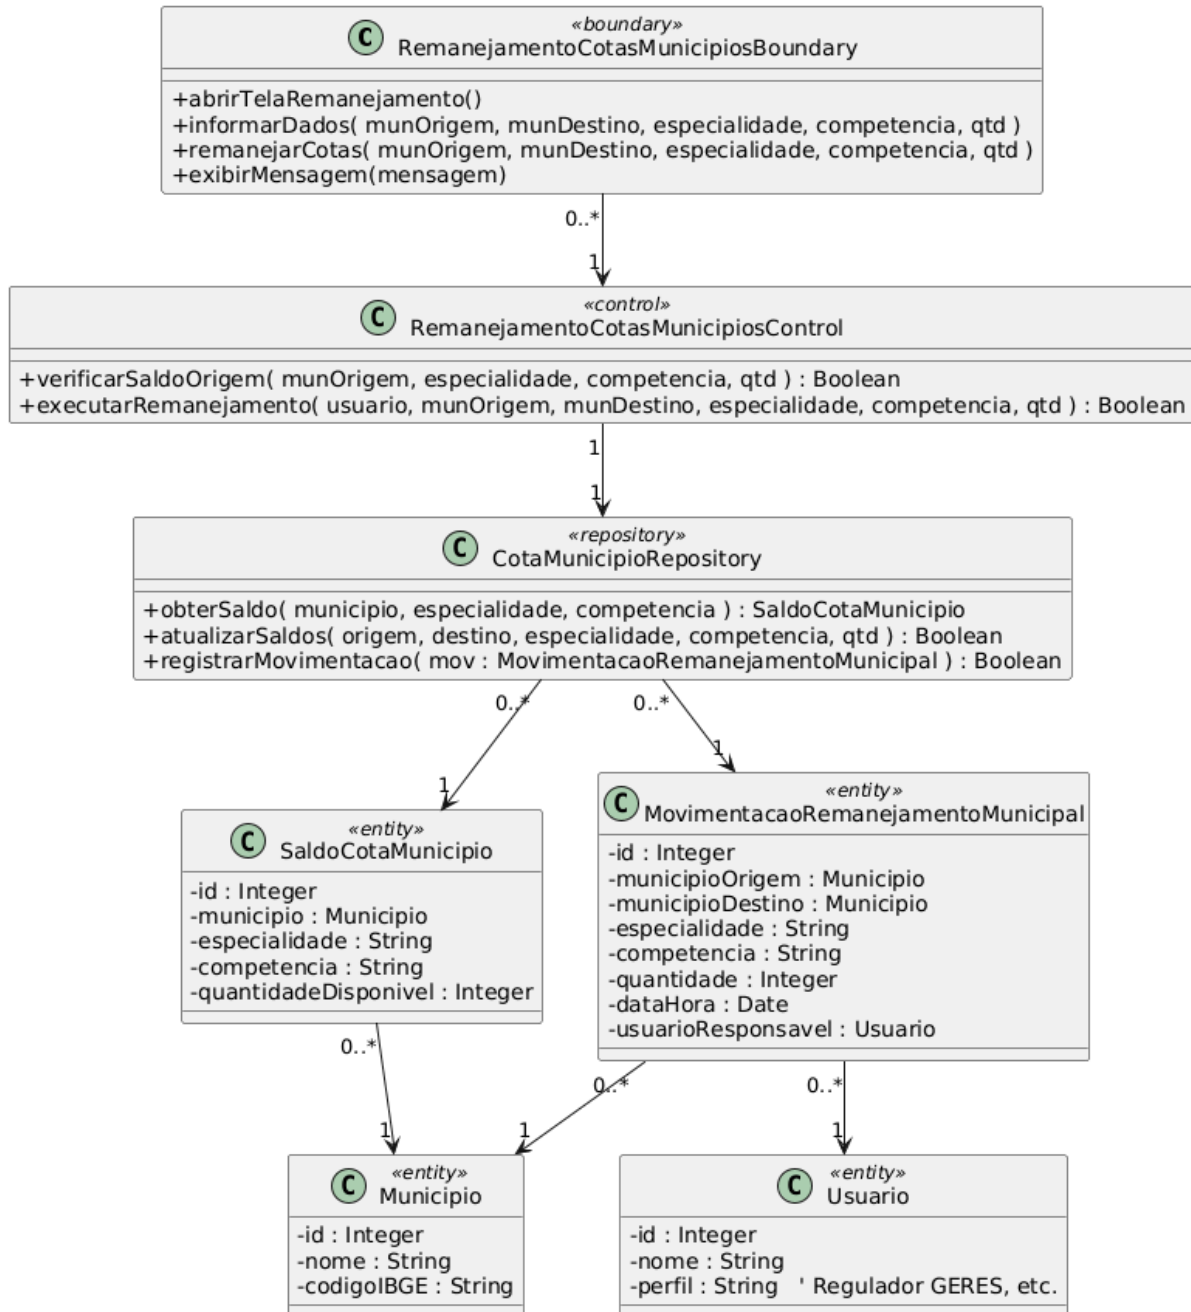 «boundary»
C RemanejamentoCotasMunicipiosBoundary
+abrirTelaRemanejamento()
+informarDados( munOrigem, munDestino, especialidade, competencia, qtd )
+remanejarCotas( munOrigem, munDestino, especialidade, competencia, qtd )
+exibirMensagem(mensagem)
0..*
1
«control»
C RemanejamentoCotasMunicipiosControl
+verificarSaldoOrigem( munOrigem, especialidade, competencia, qtd ) : Boolean
+executarRemanejamento( usuario, munOrigem, munDestino, especialidade, competencia, qtd ) : Boolean
1
1
«repository»
C CotaMunicipioRepository
+obterSaldo( municipio, especialidade, competencia ) : SaldoCotaMunicipio
+atualizarSaldos( origem, destino, especialidade, competencia, qtd ) : Boolean
+registrarMovimentacao( mov : MovimentacaoRemanejamentoMunicipal ) : Boolean
0..*
0..*
1
1
«entity»
C SaldoCotaMunicipio
-id : Integer
-municipio : Municipio
-especialidade : String
-competencia : String
-quantidadeDisponivel : Integer
«entity»
C MovimentacaoRemanejamentoMunicipal
-id : Integer
-municipioOrigem : Municipio
-municipioDestino : Municipio
-especialidade : String
-competencia : String
-quantidade : Integer
-dataHora : Date
-usuarioResponsavel : Usuario
0..*
0..*
0..*
1
1
1
«entity»
C Municipio
-id : Integer
-nome : String
-codigoIBGE : String
«entity»
C Usuario
-id : Integer
-nome : String
-perfil : String ' Regulador GERES, etc.